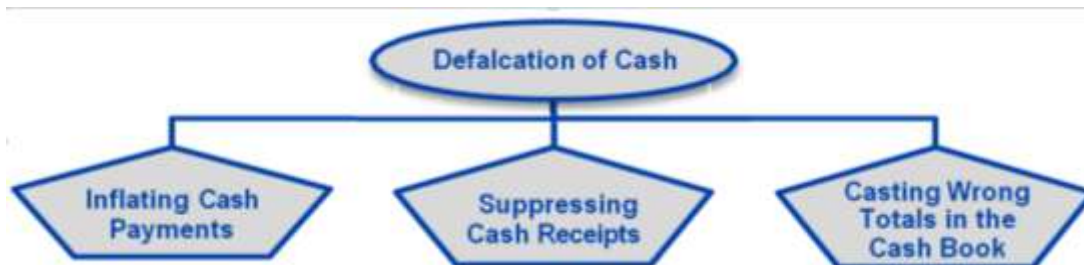 Defalcation of Cash
Inflating Cash
Payments
Suppressing
Cash Receipts
Casting Wrong
Totals in the
Cash Book